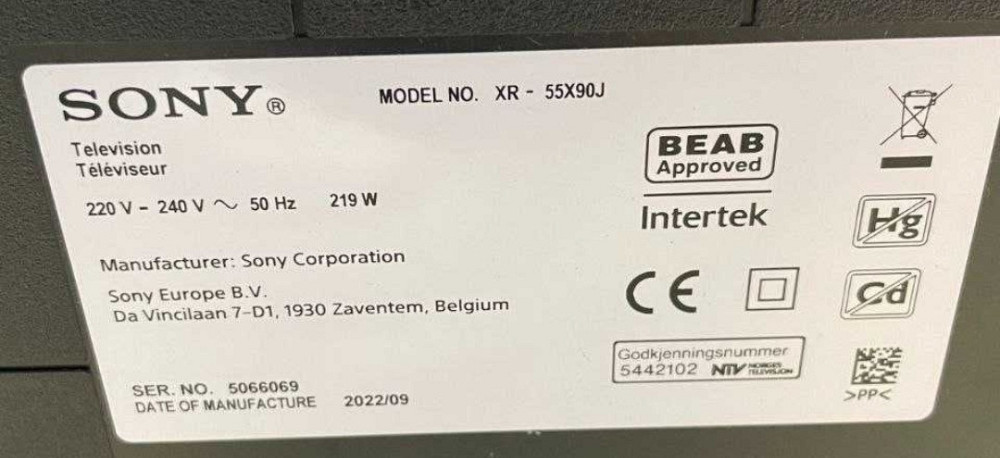 SONY®
MODEL NO. XR - 55X90J
Television
Téléviseur
220 V – 240 V ∼ 50 Hz 219 W
Manufacturer: Sony Corporation
Sony Europe B.V.
Da Vincilaan 7-D1, 1930 Zaventem, Belgium
SER. NO. 5066069
DATE OF MANUFACTURE 2022/09
BEAB
Approved
Intertek
CE
Godkjenningsnummer
5442102 NTV NORGES
TELEVISJON
Hg
Cd
>PP<